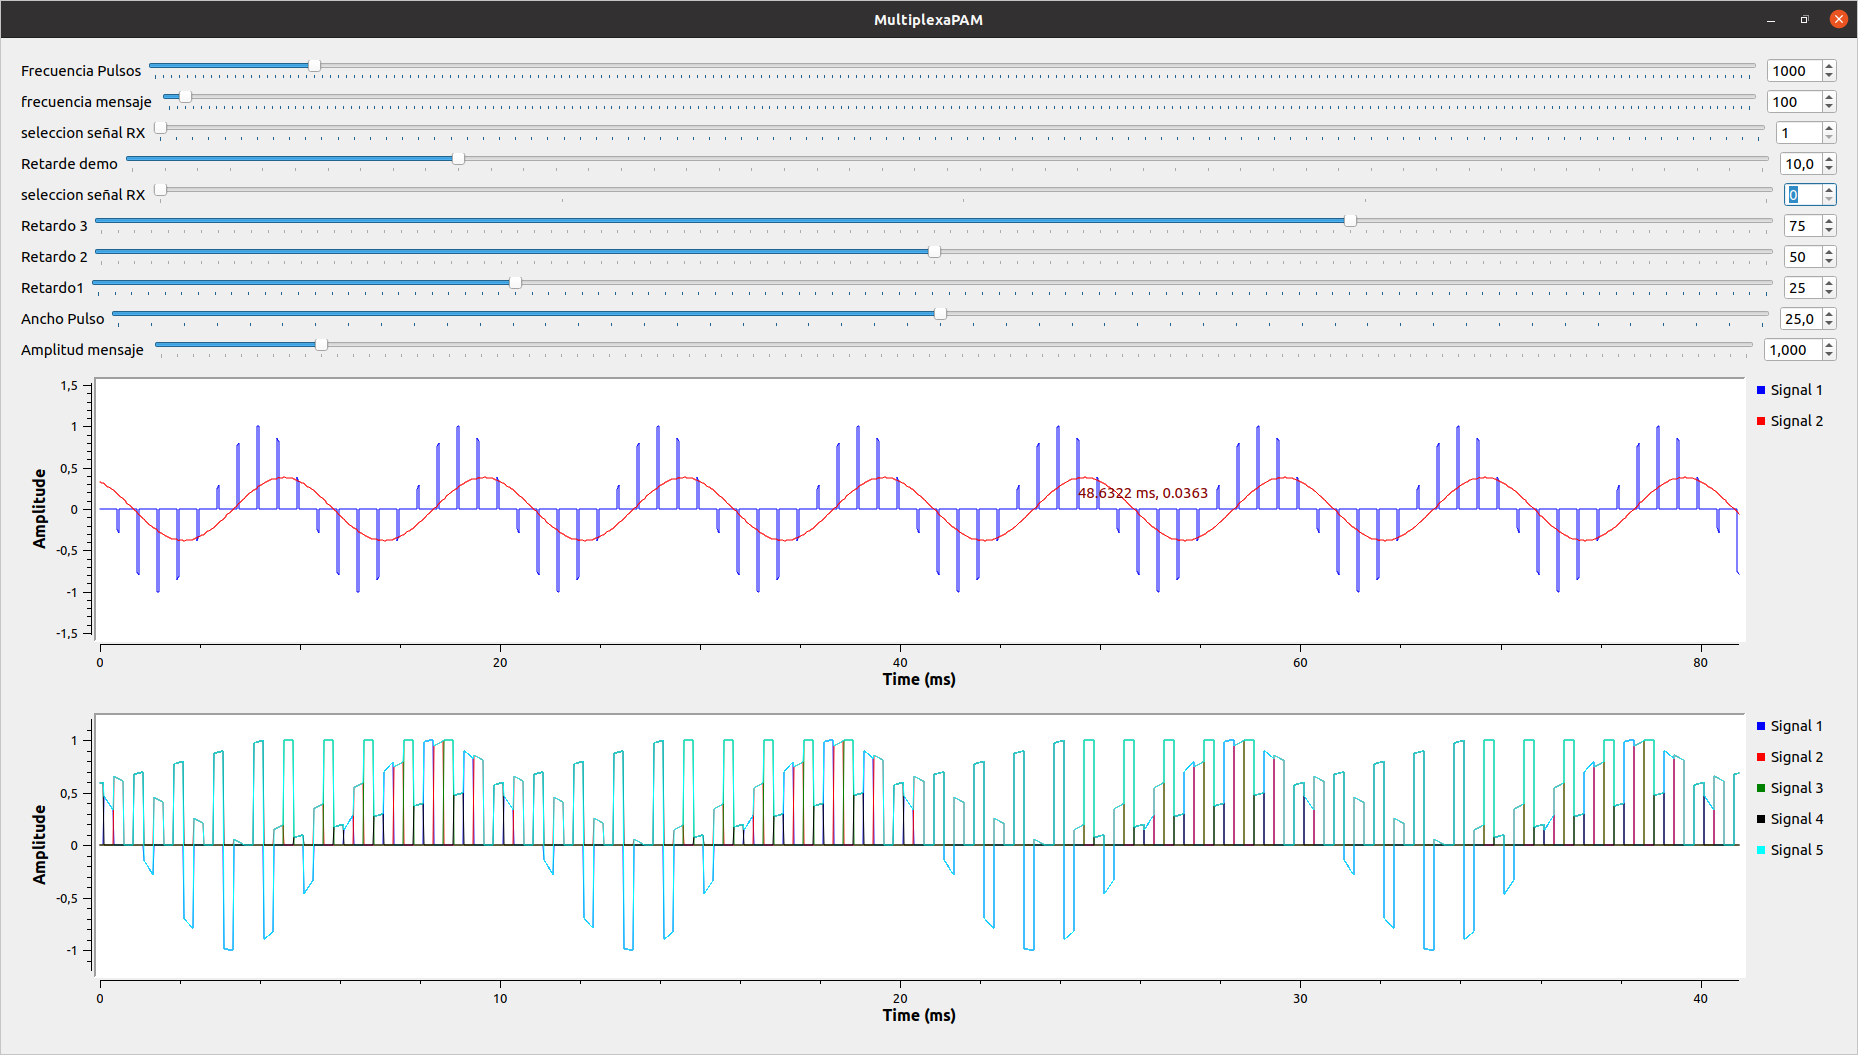 MultiplexaPAM
Frecuencia Pulsos 1000
frecuencia mensaje 100
seleccion señal RX 1
Retarde demo 10,0
seleccion señal RX 0
Retardo 3 75
Retardo 2 50
Retardo1 25
Ancho Pulso 25,0
Amplitud mensaje 1,000
1,5
1
0,5
0
-0,5
-1
-1,5
Amplitude
48.6322 ms, 0.0363
Signal 1
Signal 2
0 20 40 60 80
Time (ms)
1
0,5
0
-0,5
-1
Amplitude
Signal 1
Signal 2
Signal 3
Signal 4
Signal 5
0 10 20 30 40
Time (ms)